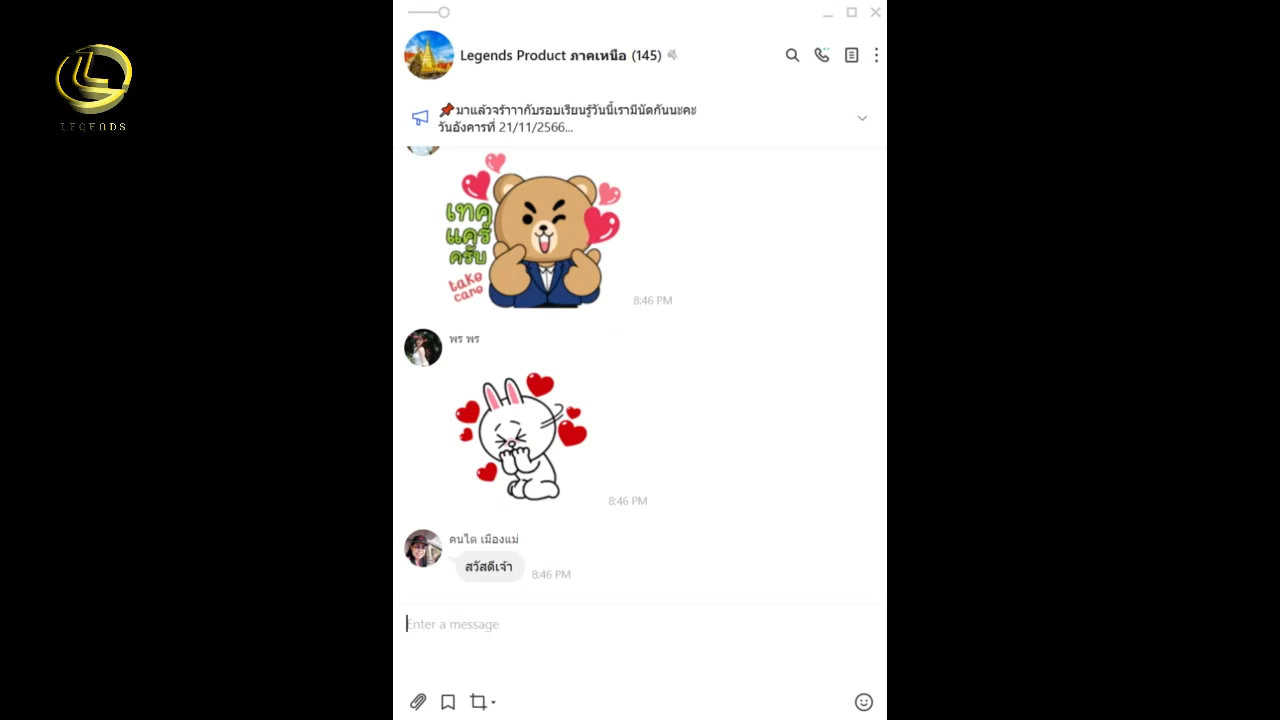 LEGENDS
Legends Product ภาคเหนือ (145)
มาแล้วจร้าาากับรอบเรียนรู้วันนี้เรามีนัดกันนะคะ
วันอังคารที่ 21/11/2566...
เทค
แคร์
ครับ
take
care
8:46 PM
พร พร
8:46 PM
คนไต เมืองแม่
สวัสดีเจ้า
8:46 PM
Enter a message